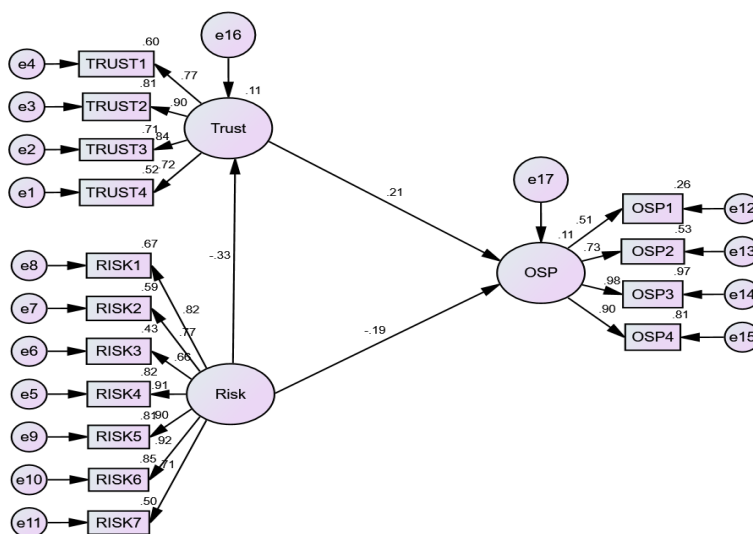 e16
e4
TRUST1
.60
.77
e3
TRUST2
.81
.90
.11
Trust
e2
TRUST3
.71
.84
e1
TRUST4
.52
.72
.21
-.33
e17
.11
OSP
-.19
OSP1
.26
.51
e12
OSP2
.53
.73
e13
OSP3
.97
.98
e14
OSP4
.81
.90
e15
e8
RISK1
.67
.82
e7
RISK2
.59
.77
e6
RISK3
.43
.66
e5
RISK4
.82
.91
Risk
e9
RISK5
.81
.90
e10
RISK6
.85
.92
e11
RISK7
.50
.71